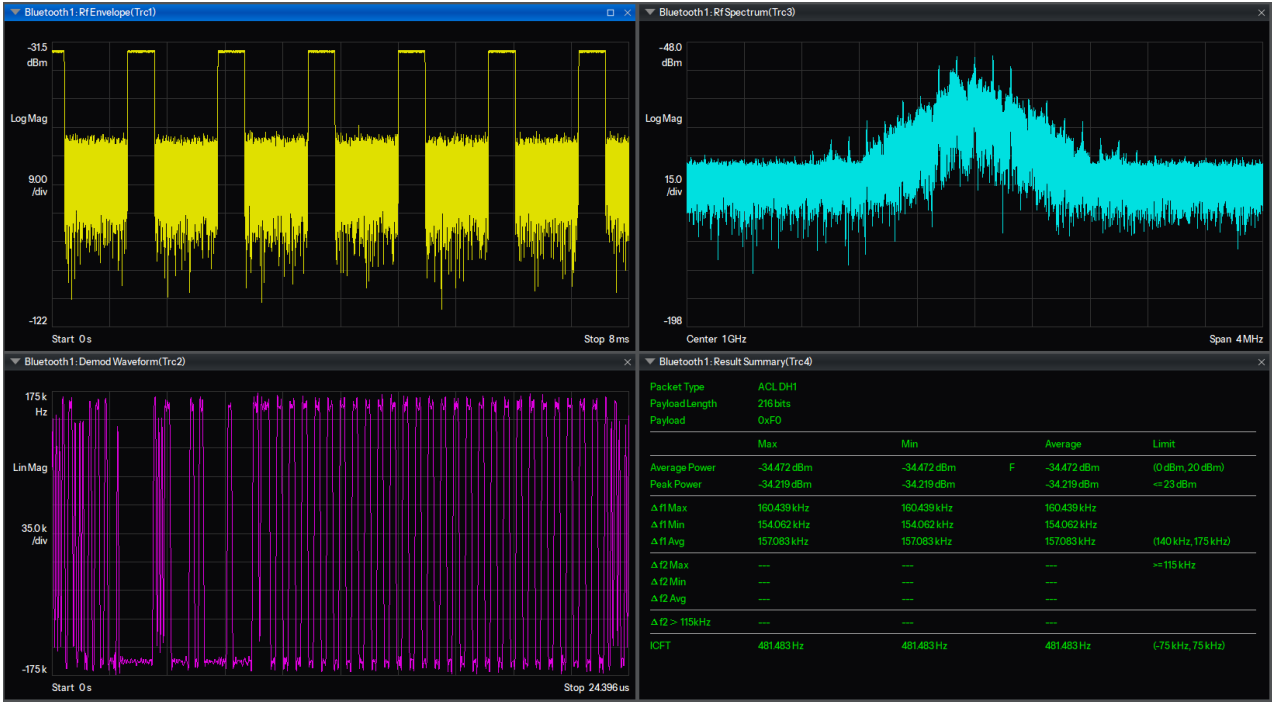 Bluetooth1: Rf Envelope(Trc1)
-31.5
dBm
Log Mag
9.00
/div
-122
Start 0 s
Stop 8 ms
Bluetooth1: Rf Spectrum(Trc3)
-48.0
dBm
Log Mag
15.0
/div
-198
Center 1 GHz
Span 4 MHz
Bluetooth1: Demod Waveform(Trc2)
175 k
Hz
Lin Mag
35.0 k
/div
-175 k
Start 0 s
Stop 24.396 us
Bluetooth1: Result Summary(Trc4)
Packet Type ACL DH1
Payload Length 216 bits
Payload 0xF0
Max Min Average Limit
Average Power -34.472 dBm -34.472 dBm F -34.472 dBm (0 dBm, 20 dBm)
Peak Power -34.219 dBm -34.219 dBm -34.219 dBm <= 23 dBm
Δ f1 Max 160.439 kHz 160.439 kHz 160.439 kHz
Δ f1 Min 154.062 kHz 154.062 kHz 154.062 kHz
Δ f1 Avg 157.083 kHz 157.083 kHz 157.083 kHz (140 kHz, 175 kHz)
Δ f2 Max --- --- --- >= 115 kHz
Δ f2 Min --- --- ---
Δ f2 Avg --- --- ---
Δ f2 > 115kHz --- --- ---
ICFT 481.483 Hz 481.483 Hz 481.483 Hz (-75 kHz, 75 kHz)